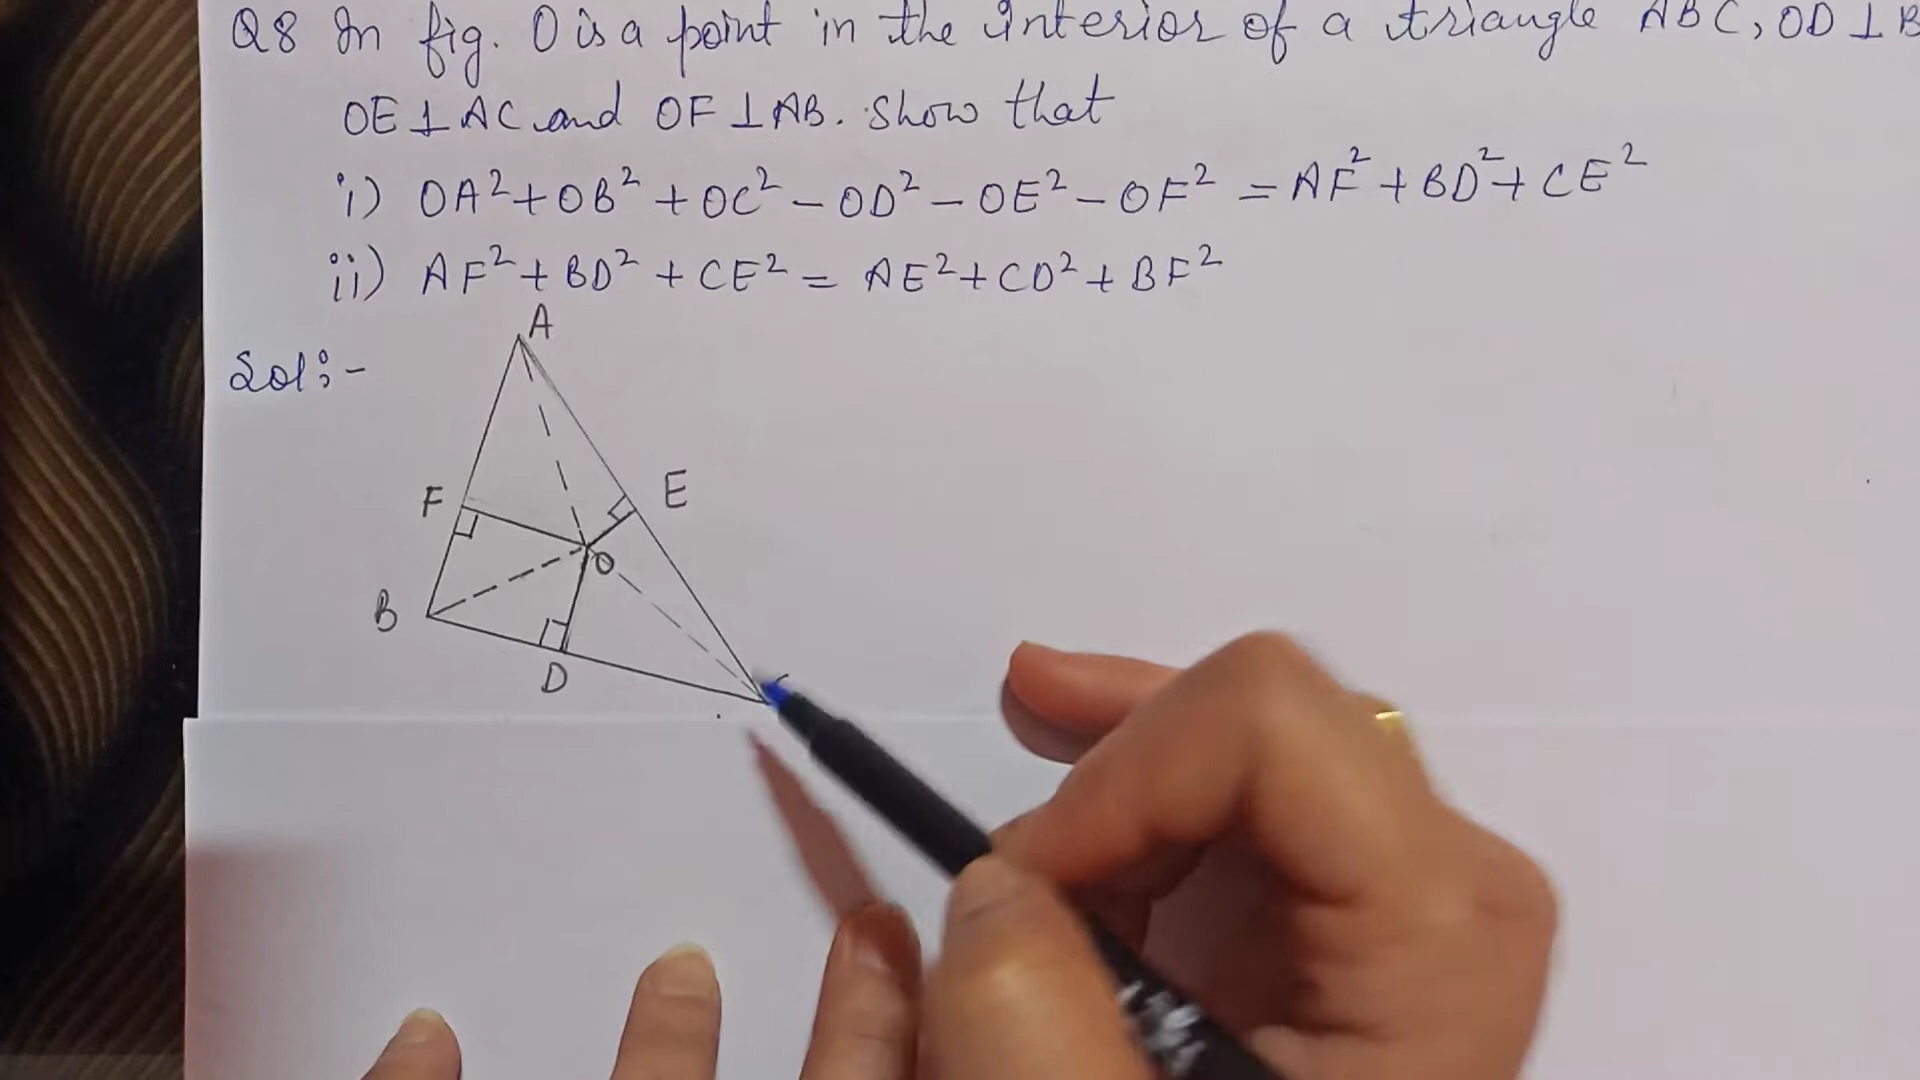 Q8 In fig. O is a point in the interior of a triangle ABC, OD⊥B
OE⊥AC and OF⊥AB. Show that
i) OA²+OB²+OC²-OD²-OE²-OF²=AF²+BD²+CE²
ii) AF²+BD²+CE²= AE²+CD²+BF²
A
Sol:-
F
E
O
B
D